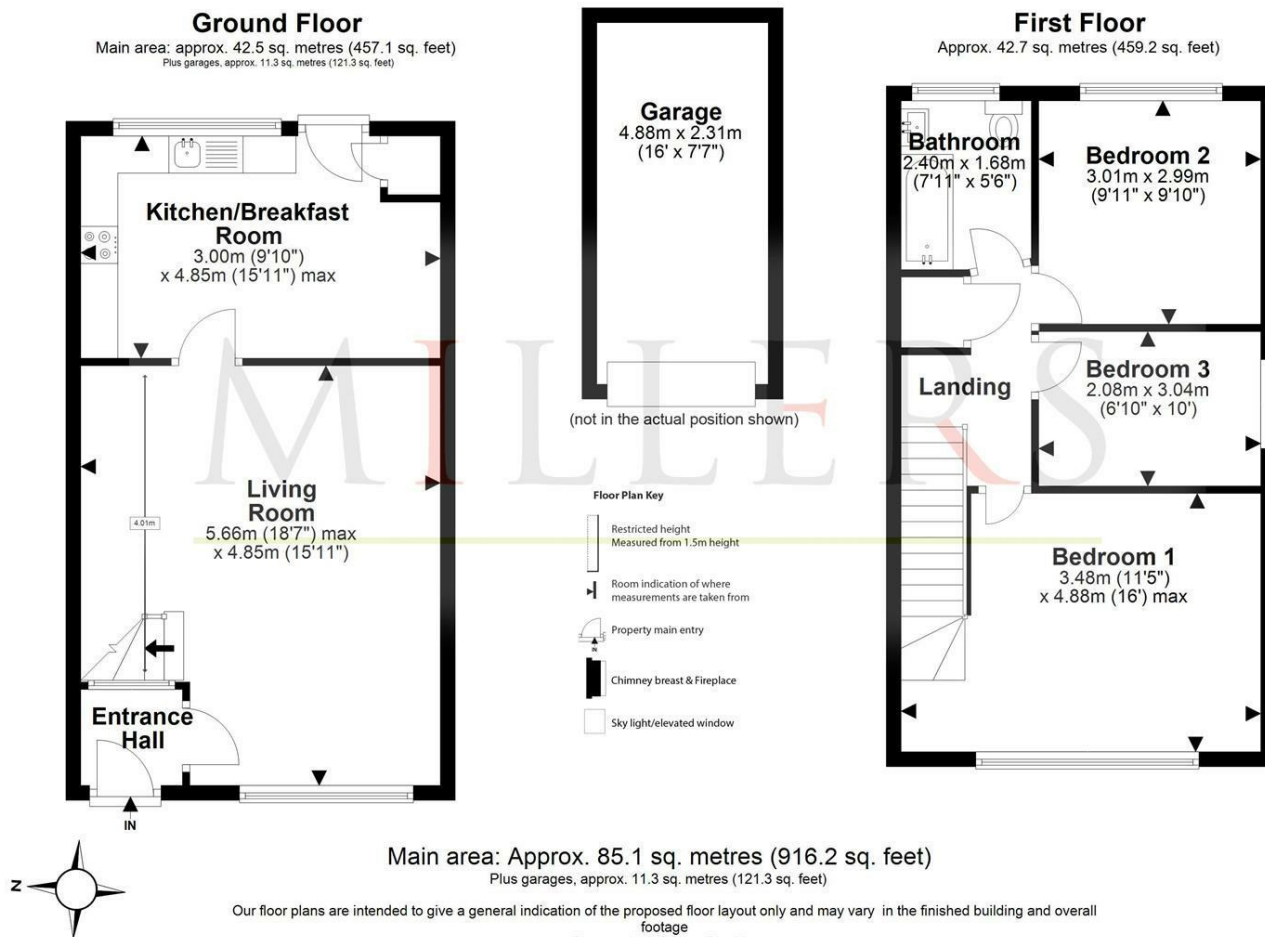 Ground Floor
Main area: approx. 42.5 sq. metres (457.1 sq. feet)
Plus garages, approx. 11.3 sq. metres (121.3 sq. feet)
Kitchen/Breakfast
Room
3.00m (9'10")
x 4.85m (15'11") max
Living
Room
5.66m (18'7") max
x 4.85m (15'11")
4.01m
Entrance
Hall
IN
Garage
4.88m x 2.31m
(16' x 7'7")
(not in the actual position shown)
MILLERS
Floor Plan Key
Restricted height
Measured from 1.5m height
Room indication of where
measurements are taken from
IN
Property main entry
Chimney breast & Fireplace
Sky light/elevated window
First Floor
Approx. 42.7 sq. metres (459.2 sq. feet)
Bathroom
2.40m x 1.68m
(7'11" x 5'6")
Bedroom 2
3.01m x 2.99m
(9'11" x 9'10")
Bedroom 3
2.08m x 3.04m
(6'10" x 10')
Landing
Bedroom 1
3.48m (11'5")
x 4.88m (16') max
N
Main area: Approx. 85.1 sq. metres (916.2 sq. feet)
Plus garages, approx. 11.3 sq. metres (121.3 sq. feet)
Our floor plans are intended to give a general indication of the proposed floor layout only and may vary in the finished building and overall
footage